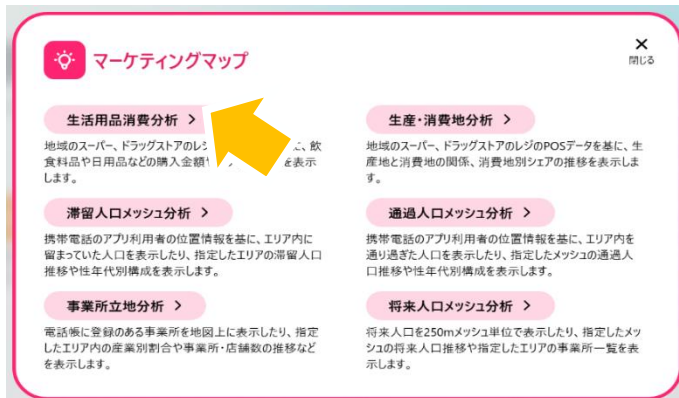 マーケティングマップ
×
閉じる
生活用品消費分析 >
地域のスーパー、ドラッグストアのレジ に、飲
食料品や日用品などの購入金額や を表示
します。
生産・消費地分析 >
地域のスーパー、ドラッグストアのレジのPOSデータを基に、生
産地と消費地の関係、消費地別シェアの推移を表示しま
す。
滞留人口メッシュ分析 >
携帯電話のアプリ利用者の位置情報を基に、エリア内に
留まっていた人口を表示したり、指定したエリアの滞留人口
推移や性年代別構成を表示します。
通過人口メッシュ分析 >
携帯電話のアプリ利用者の位置情報を基に、エリア内を
通り過ぎた人口を表示したり、指定したメッシュの通過人
口推移や性年代別構成を表示します。
事業所立地分析 >
電話帳に登録のある事業所を地図上に表示したり、指定
したエリア内の産業別割合や事業所・店舗数の推移など
を表示します。
将来人口メッシュ分析 >
将来人口を250mメッシュ単位で表示したり、指定したメッ
シュの将来人口推移や指定したエリアの事業所一覧を表
示します。